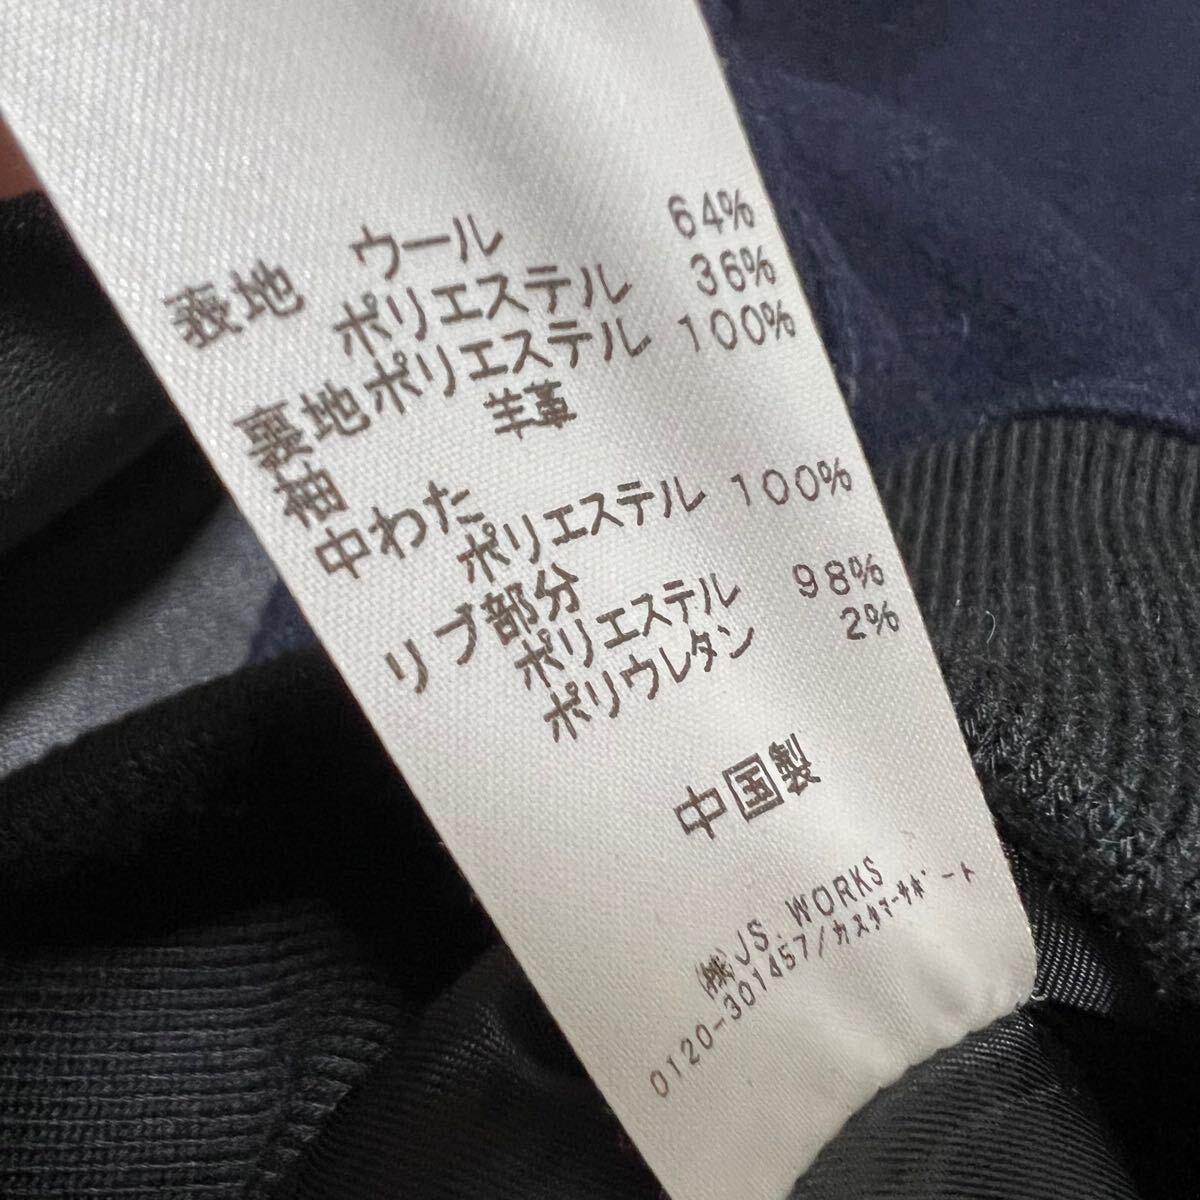 表地 ウール 64%
ポリエステル 36%
裏地ポリエステル 100%
袖 羊革
中わた
ポリエステル 100%
リブ部分
ポリエステル 98%
ポリウレタン 2%
中国製
㈱JS.WORKS
0120-301457/カスタマーサポート